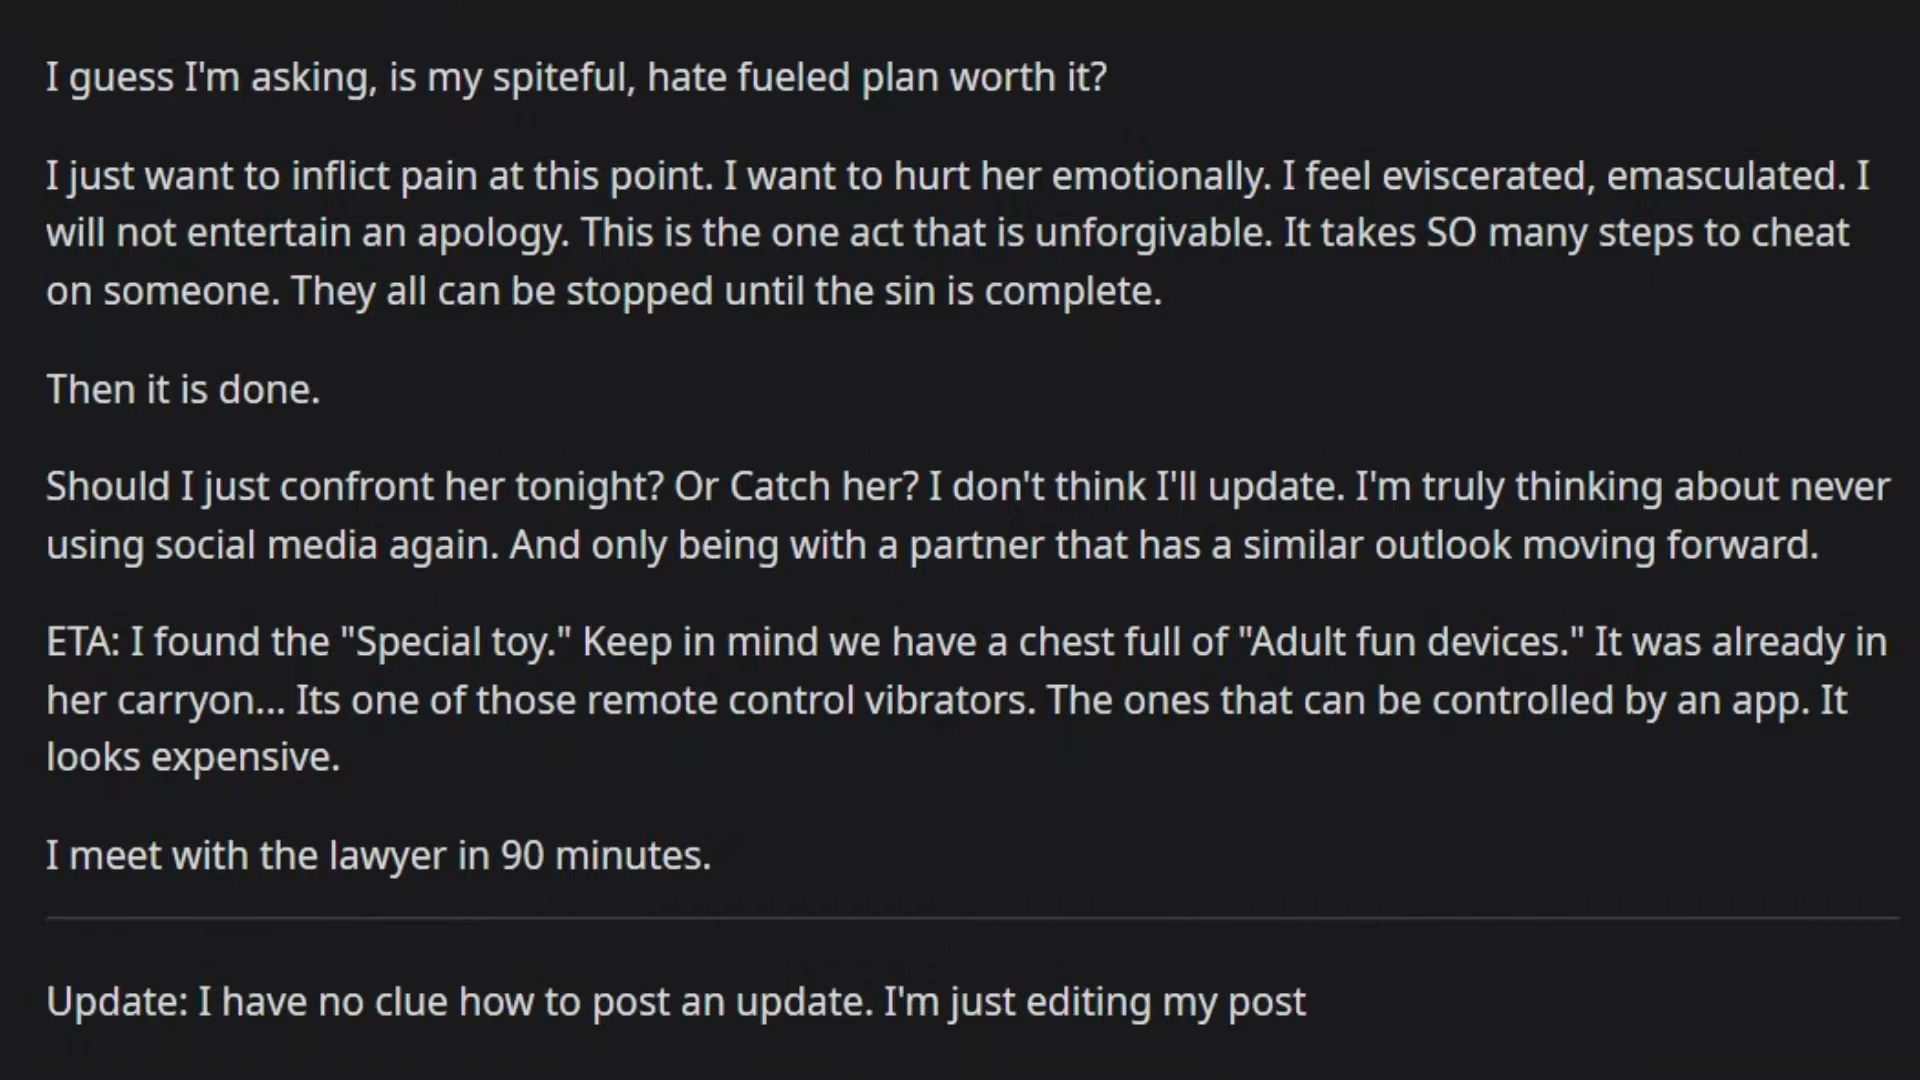 I guess I'm asking, is my spiteful, hate fueled plan worth it?
I just want to inflict pain at this point. I want to hurt her emotionally. I feel eviscerated, emasculated. I
will not entertain an apology. This is the one act that is unforgivable. It takes SO many steps to cheat
on someone. They all can be stopped until the sin is complete.
Then it is done.
Should I just confront her tonight? Or Catch her? I don't think I'll update. I'm truly thinking about never
using social media again. And only being with a partner that has a similar outlook moving forward.
ETA: I found the "Special toy." Keep in mind we have a chest full of "Adult fun devices." It was already in
her carryon... Its one of those remote control vibrators. The ones that can be controlled by an app. It
looks expensive.
I meet with the lawyer in 90 minutes.
Update: I have no clue how to post an update. I'm just editing my post